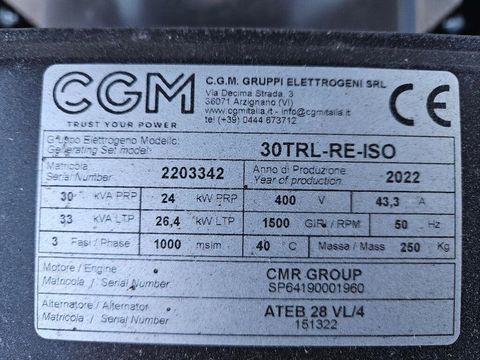 CGM
TRUST YOUR POWER
C.G.M. GRUPPI ELETTROGENI SRL
Via Decima Strada, 3
36071 Arzignano (VI)
cgmitalia.it - info@cgmitalia.it
tel (+39) 0444 673712
CE
Gruppo Elettrogeno Modello:
Generating Set model:
30TRL-RE-ISO
Matricola
Serial Number
2203342
Anno di Produzione
Year of production
2022
30 kVA PRP 24 kW PRP 400 V 43,3 A
33 kVA LTP 26,4 kW LTP 1500 GIRI / RPM 50 Hz
3 Fasi / Phase 1000 mslm 40 °C Massa / Mass 250 Kg
Motore / Engine
CMR GROUP
Matricola / Serial Number
SP64190001960
Alternatore / Alternator
ATEB 28 VL/4
Matricola / Serial Number
151322